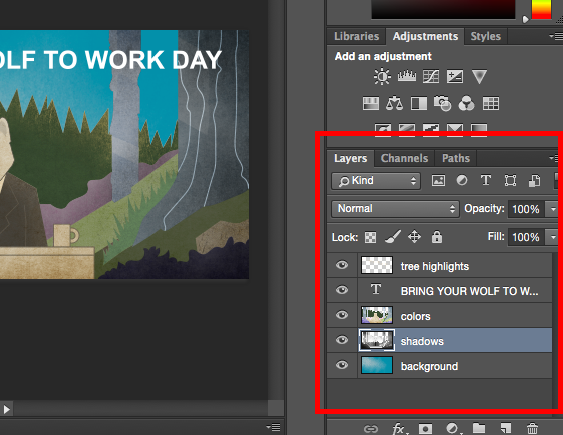 OLF TO WORK DAY
Libraries Adjustments Styles
Add an adjustment
Layers Channels Paths
Kind
Normal Opacity: 100%
Lock: Fill: 100%
tree highlights
T BRING YOUR WOLF TO W...
colors
shadows
background
fx